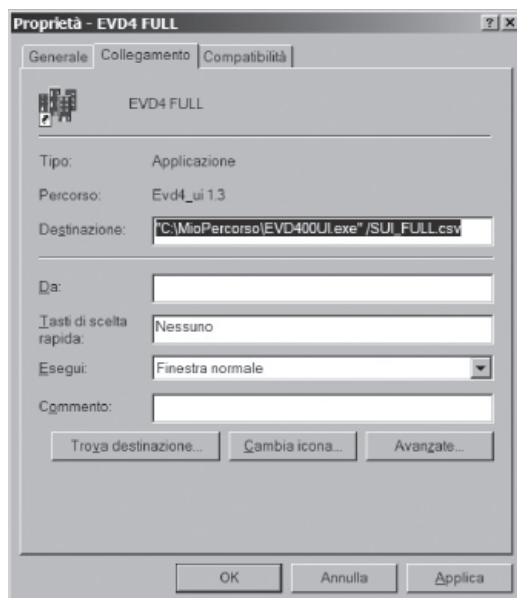 Proprietà - EVD4 FULL
Generale Collegamento Compatibilità
EVD4 FULL
Tipo: Applicazione
Percorso: Evd4_ui 1.3
Destinazione: "C:\MioPercorso\EVD400UI.exe" /SUI_FULL.csv
Da:
Tasti di scelta rapida: Nessuno
Esegui: Finestra normale
Commento:
Trova destinazione... Cambia icona... Avanzate...
OK Annulla Applica